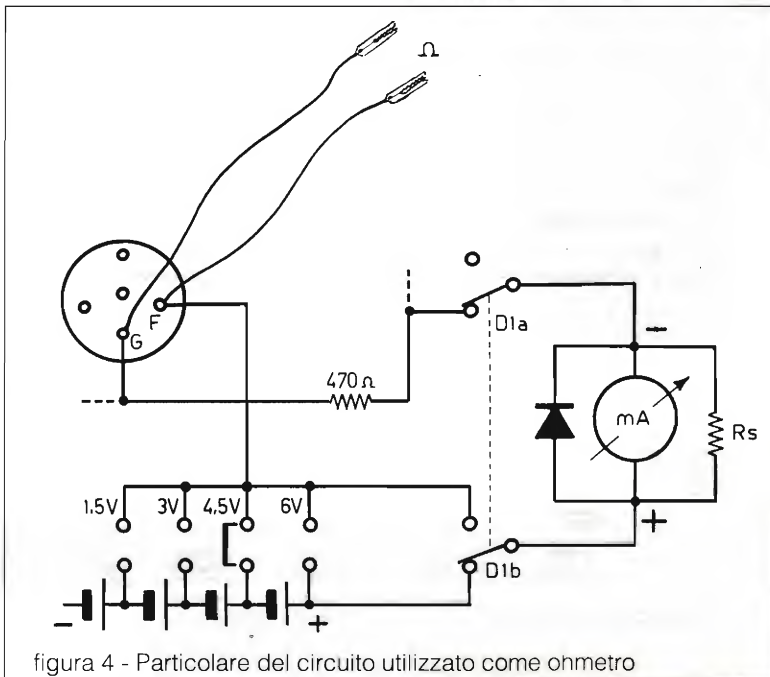 Ω
F
G
470 Ω
D1a
-
mA
Rs
+
1.5V 3V 4,5V 6V
D1b
- +
figura 4 - Particolare del circuito utilizzato come ohmetro